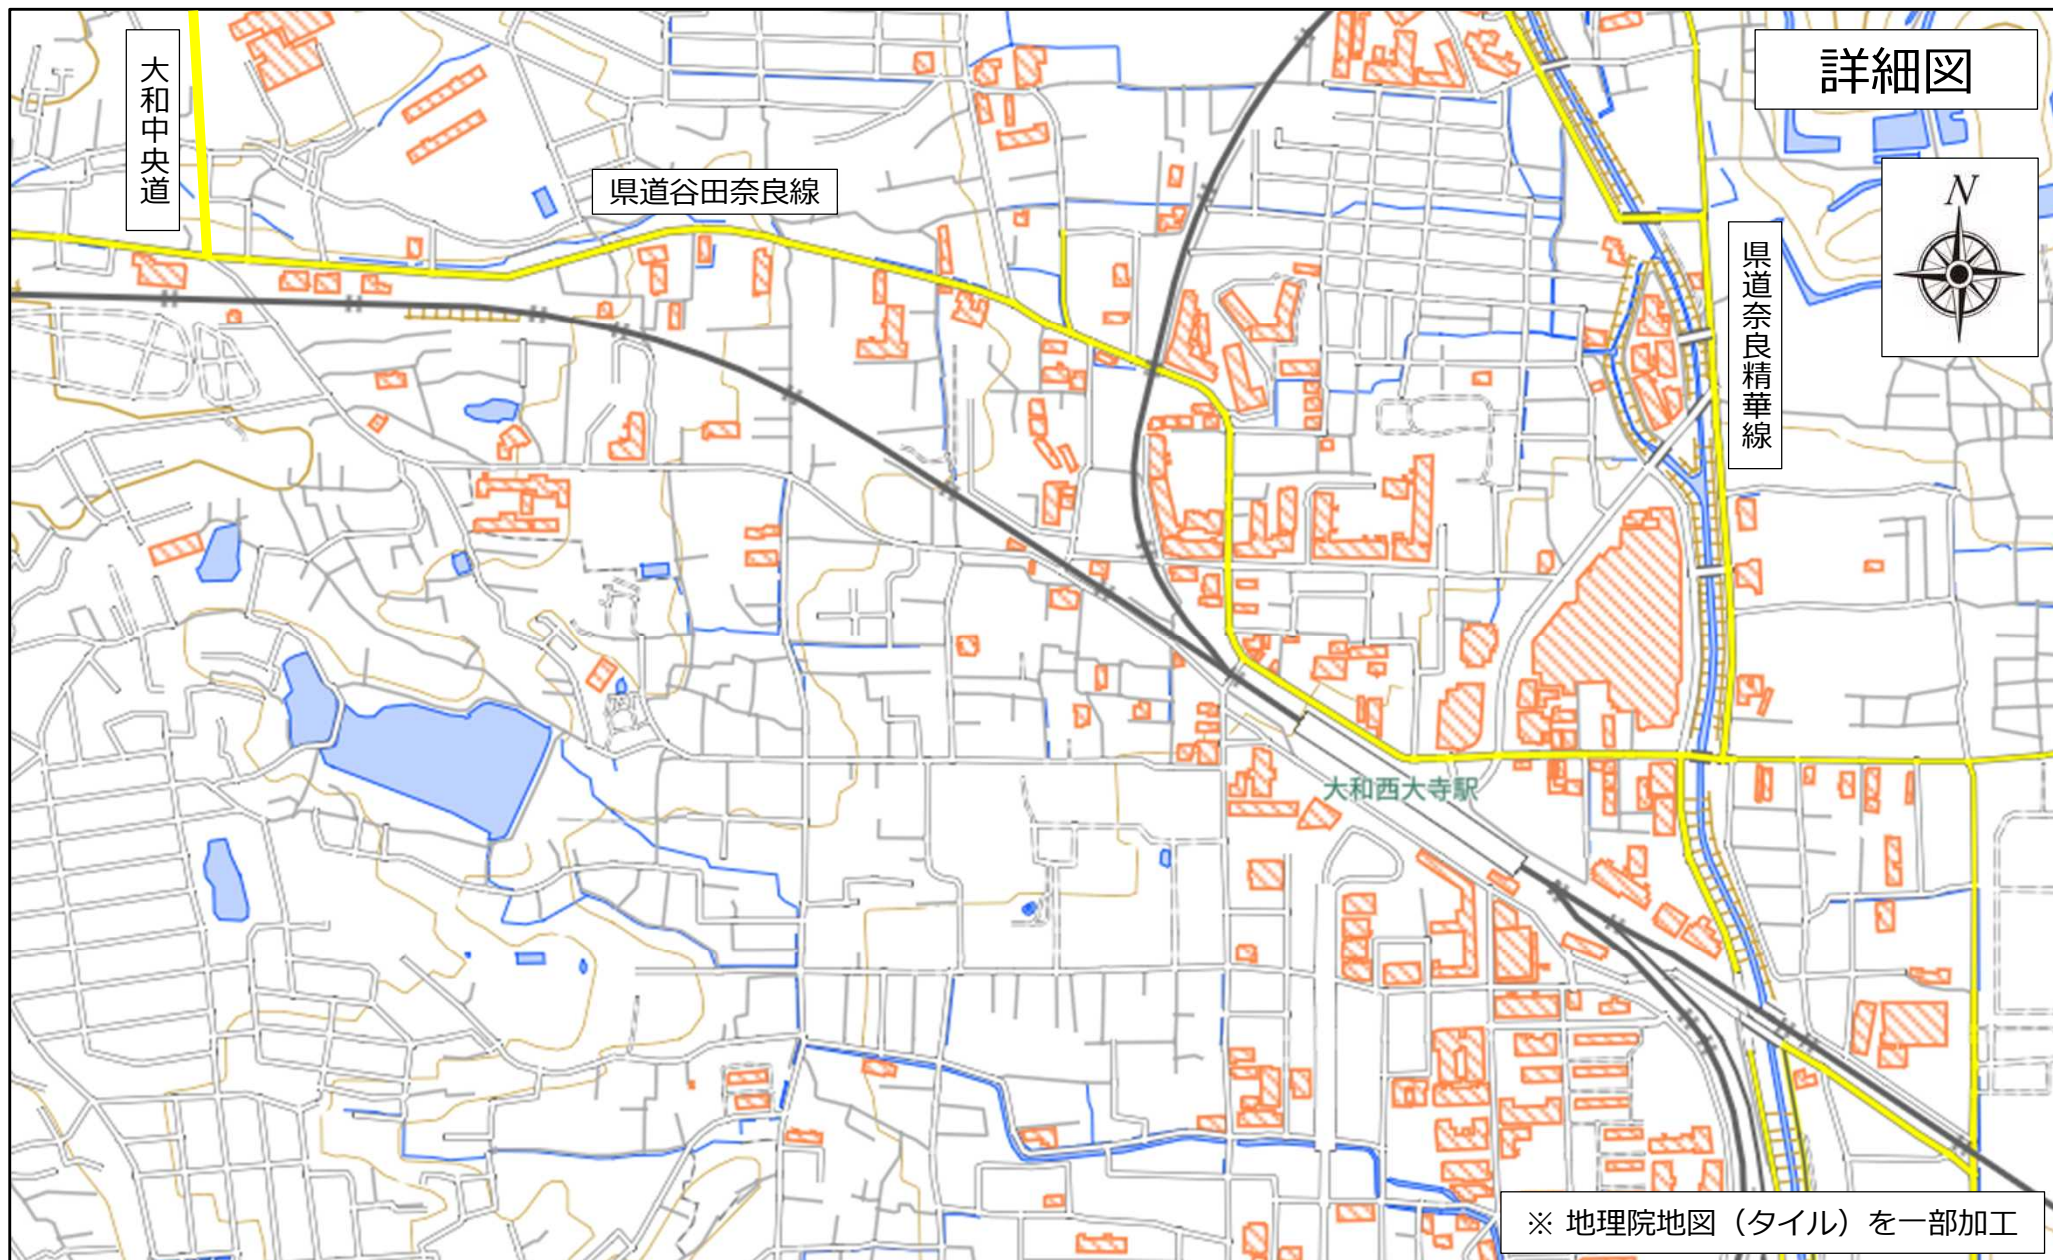 詳細図
大和中央道
県道谷田奈良線
N
県道奈良精華線
大和西大寺駅
※ 地理院地図（タイル）を一部加工